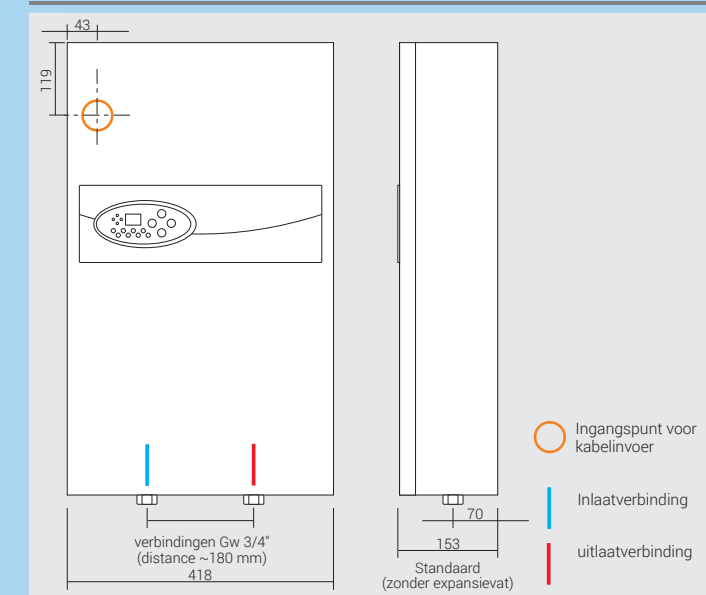 43
119
Ingangspunt voor
kabelinvoer
Inlaatverbinding
70
verbindingen Gw 3/4"
(distance ~180 mm)
153
uitlaatverbinding
418
Standaard
(zonder expansievat)